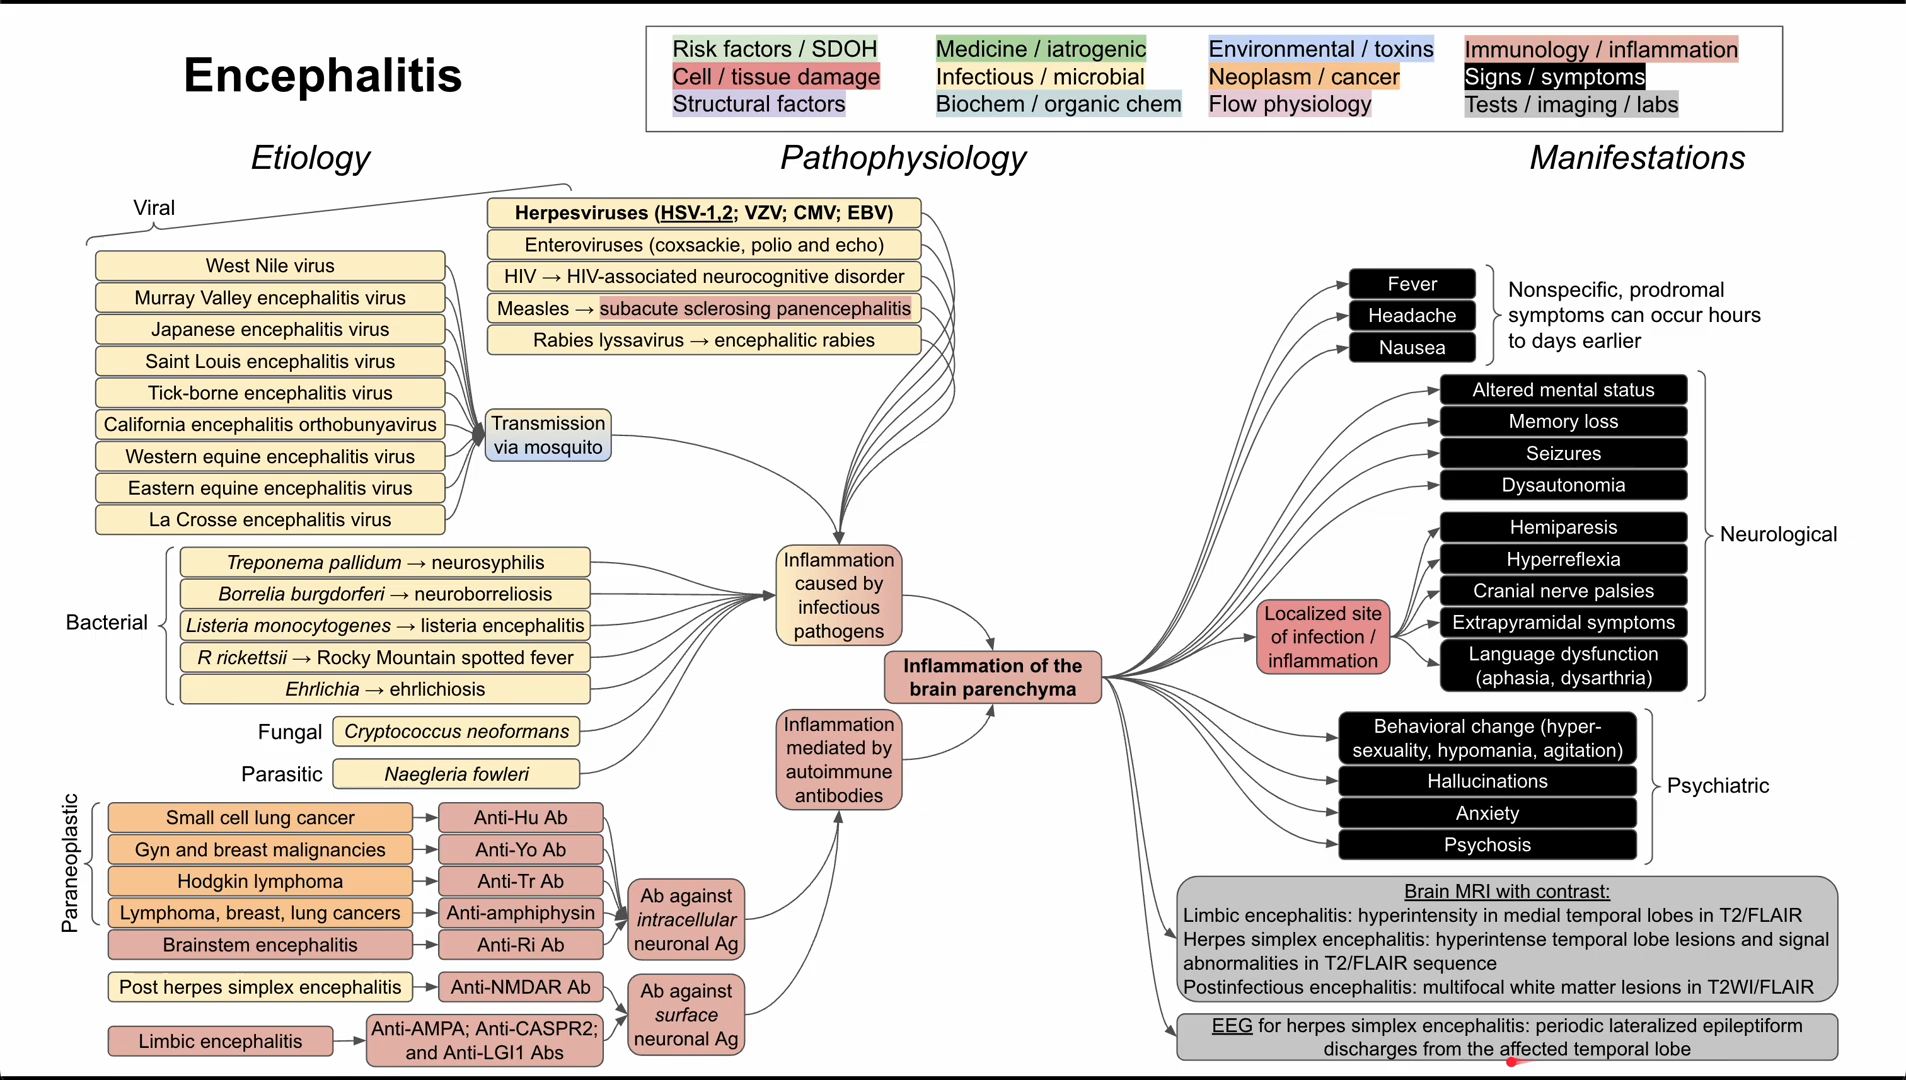 Encephalitis
Risk factors / SDOH
Cell / tissue damage
Structural factors
Medicine / iatrogenic
Infectious / microbial
Biochem / organic chem
Environmental / toxins
Neoplasm / cancer
Flow physiology
Immunology / inflammation
Signs / symptoms
Tests / imaging / labs
Etiology
Pathophysiology
Manifestations
Viral
West Nile virus
Murray Valley encephalitis virus
Japanese encephalitis virus
Saint Louis encephalitis virus
Tick-borne encephalitis virus
California encephalitis orthobunyavirus
Western equine encephalitis virus
Eastern equine encephalitis virus
La Crosse encephalitis virus
Herpesviruses (HSV-1,2; VZV; CMV; EBV)
Enteroviruses (coxsackie, polio and echo)
HIV → HIV-associated neurocognitive disorder
Measles → subacute sclerosing panencephalitis
Rabies lyssavirus → encephalitic rabies
Transmission
via mosquito
Bacterial
Treponema pallidum → neurosyphilis
Borrelia burgdorferi → neuroborreliosis
Listeria monocytogenes → listeria encephalitis
R rickettsii → Rocky Mountain spotted fever
Ehrlichia → ehrlichiosis
Fungal
Cryptococcus neoformans
Parasitic
Naegleria fowleri
Paraneoplastic
Small cell lung cancer
Anti-Hu Ab
Gyn and breast malignancies
Anti-Yo Ab
Hodgkin lymphoma
Anti-Tr Ab
Lymphoma, breast, lung cancers
Anti-amphiphysin
Brainstem encephalitis
Anti-Ri Ab
Post herpes simplex encephalitis
Anti-NMDAR Ab
Limbic encephalitis
Anti-AMPA; Anti-CASPR2;
and Anti-LGI1 Abs
Ab against
intracellular
neuronal Ag
Ab against
surface
neuronal Ag
Inflammation
caused by
infectious
pathogens
Inflammation of the
brain parenchyma
Inflammation
mediated by
autoimmune
antibodies
Fever
Headache
Nausea
Nonspecific, prodromal
symptoms can occur hours
to days earlier
Altered mental status
Memory loss
Seizures
Dysautonomia
Localized site
of infection /
inflammation
Hemiparesis
Hyperreflexia
Cranial nerve palsies
Extrapyramidal symptoms
Language dysfunction
(aphasia, dysarthria)
Neurological
Behavioral change (hyper-
sexuality, hypomania, agitation)
Hallucinations
Anxiety
Psychosis
Psychiatric
Brain MRI with contrast:
Limbic encephalitis: hyperintensity in medial temporal lobes in T2/FLAIR
Herpes simplex encephalitis: hyperintense temporal lobe lesions and signal
abnormalities in T2/FLAIR sequence
Postinfectious encephalitis: multifocal white matter lesions in T2WI/FLAIR
EEG for herpes simplex encephalitis: periodic lateralized epileptiform
discharges from the affected temporal lobe